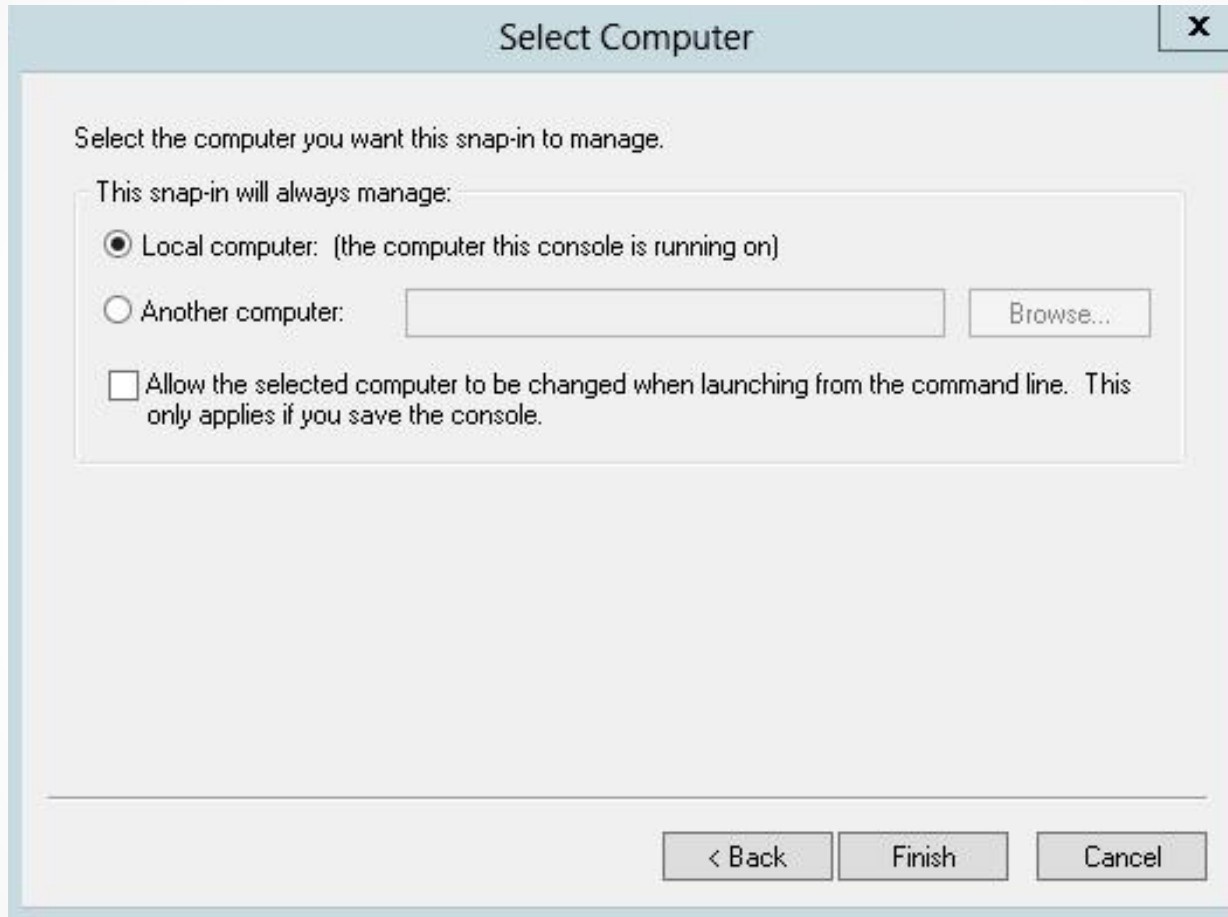 Select Computer
x
Select the computer you want this snap-in to manage.
This snap-in will always manage:
Local computer: (the computer this console is running on)
Another computer:
Browse...
Allow the selected computer to be changed when launching from the command line. This
only applies if you save the console.
< Back
Finish
Cancel